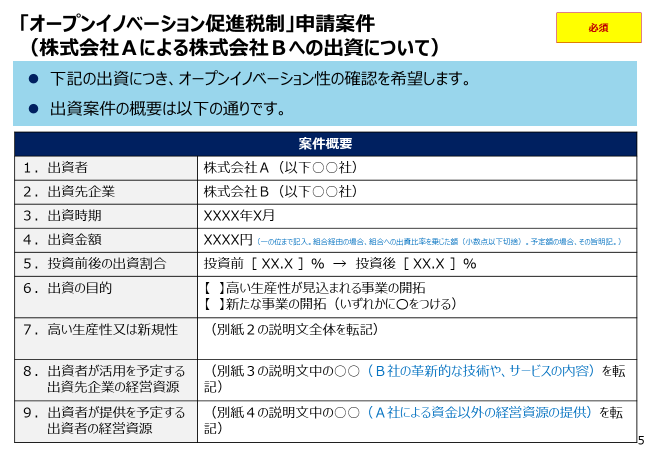 「オープンイノベーション促進税制」申請案件
（株式会社Ａによる株式会社Ｂへの出資について）
必須
● 下記の出資につき、オープンイノベーション性の確認を希望します。
● 出資案件の概要は以下の通りです。
案件概要
１．出資者
株式会社Ａ（以下○○社）
２．出資先企業
株式会社Ｂ（以下○○社）
３．出資時期
XXXX年X月
４．出資金額
XXXX円（一の位まで記入。組合経由の場合、組合への出資比率を乗じた額（小数点以下切捨）。予定額の場合、その旨明記。）
５．投資前後の出資割合
投資前［ XX.X ］％ → 投資後［ XX.X ］％
６．出資の目的
【 】高い生産性が見込まれる事業の開拓
【 】新たな事業の開拓（いずれかに○をつける）
７．高い生産性又は新規性
（別紙２の説明文全体を転記）
８．出資者が活用を予定する
出資先企業の経営資源
（別紙３の説明文中の○○（Ｂ社の革新的な技術や、サービスの内容）を転
記）
９．出資者が提供を予定する
出資者の経営資源
（別紙４の説明文中の○○（Ａ社による資金以外の経営資源の提供）を転
記）
5